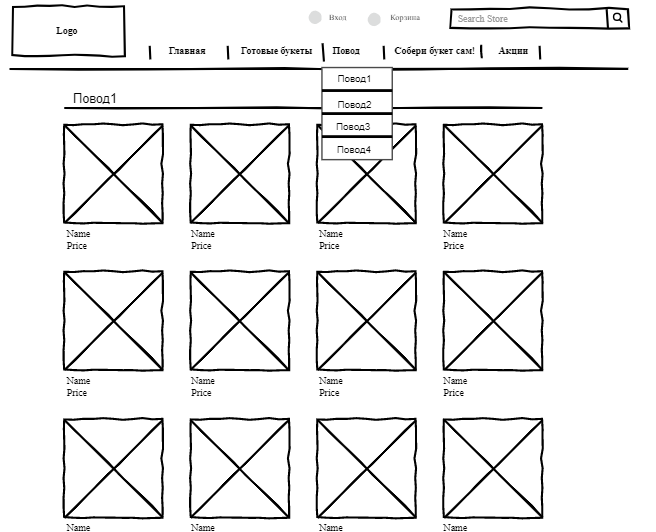 Logo
Вход
Корзина
Search Store
Главная
Готовые букеты
Повод
Собери букет сам!
Акции
Повод1
Повод2
Повод3
Повод4
Повод1
Name
Price
Name
Price
Name
Price
Name
Price
Name
Price
Name
Price
Name
Price
Name
Price
Name
Name
Name
Name